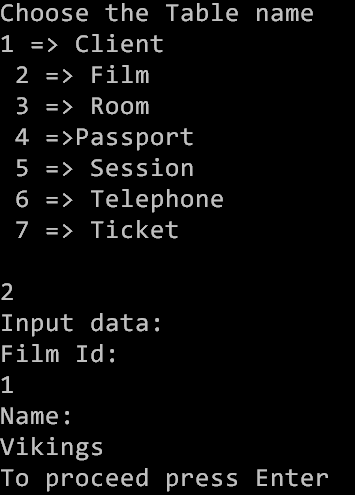 Choose the Table name
1 => Client
2 => Film
3 => Room
4 =>Passport
5 => Session
6 => Telephone
7 => Ticket
2
Input data:
Film Id:
1
Name:
Vikings
To proceed press Enter